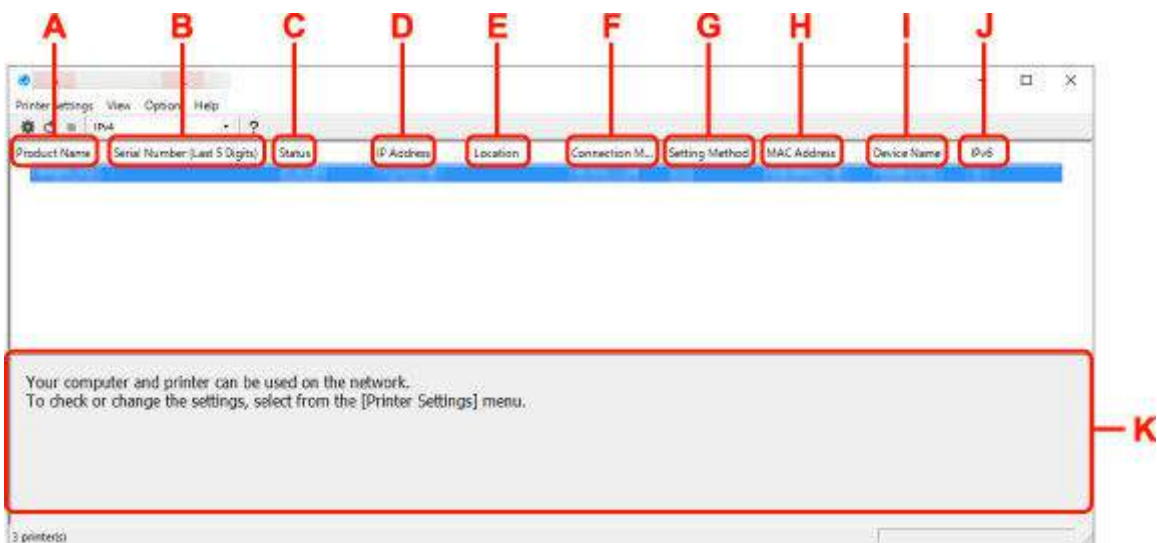 A B C D E F G H I J
Printer Settings View Option Help
IPv4 ?
Product Name Serial Number (Last 5 Digits) Status IP Address Location Connection M... Setting Method MAC Address Device Name IPv6
Your computer and printer can be used on the network.
To check or change the settings, select from the [Printer Settings] menu.
K
3 printer(s)